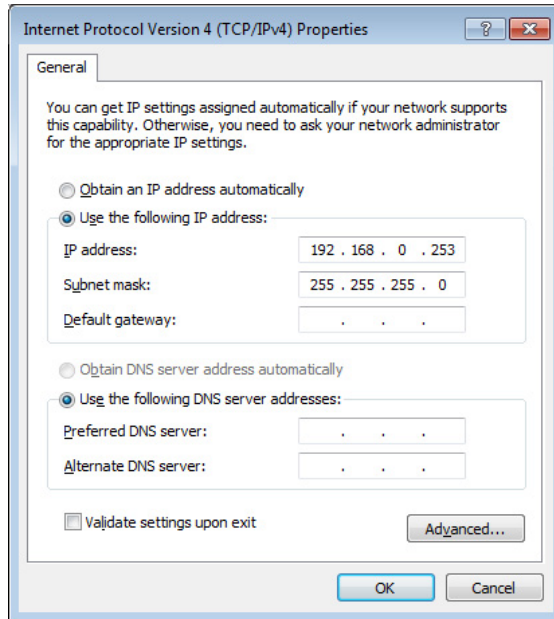 Internet Protocol Version 4 (TCP/IPv4) Properties
General
You can get IP settings assigned automatically if your network supports
this capability. Otherwise, you need to ask your network administrator
for the appropriate IP settings.
Obtain an IP address automatically
Use the following IP address:
IP address: 192 . 168 . 0 . 253
Subnet mask: 255 . 255 . 255 . 0
Default gateway: . . .
Obtain DNS server address automatically
Use the following DNS server addresses:
Preferred DNS server: . . .
Alternate DNS server: . . .
Validate settings upon exit
Advanced...
OK Cancel